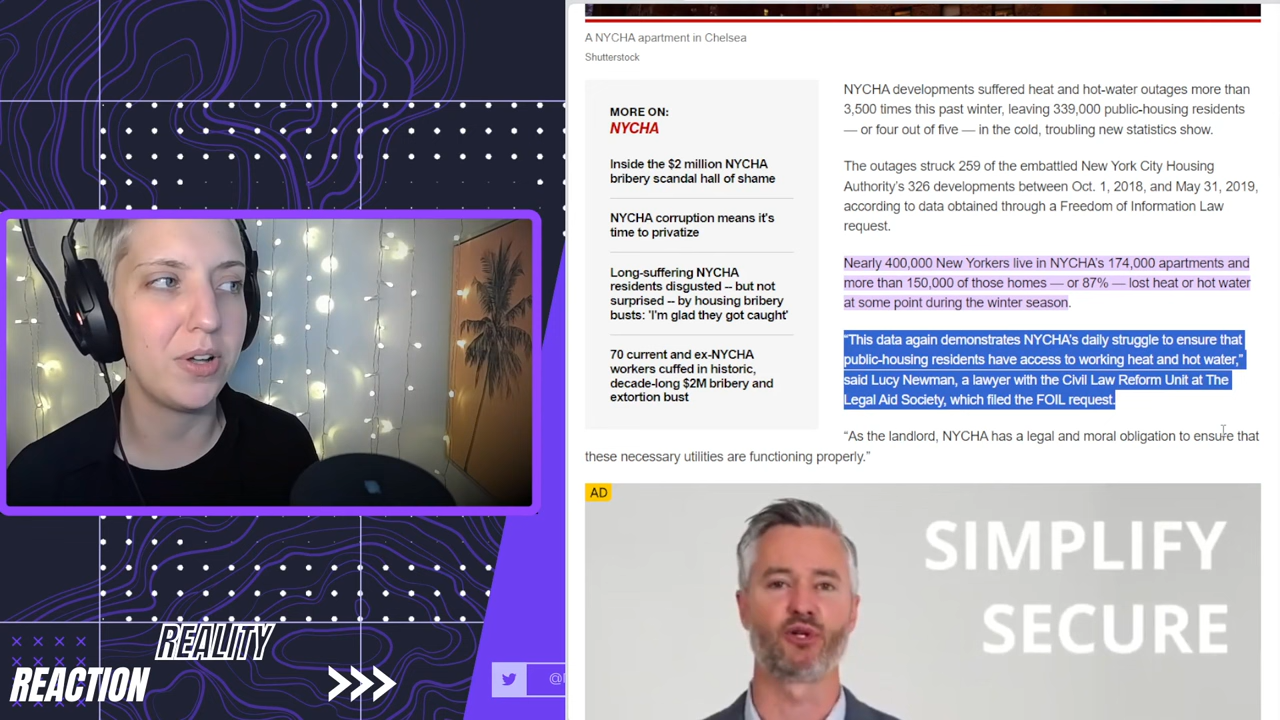 A NYCHA apartment in Chelsea
Shutterstock
MORE ON:
NYCHA
Inside the $2 million NYCHA
bribery scandal hall of shame
NYCHA corruption means it's
time to privatize
Long-suffering NYCHA
residents disgusted -- but not
surprised -- by housing bribery
busts: 'I'm glad they got caught'
70 current and ex-NYCHA
workers cuffed in historic,
decade-long $2M bribery and
extortion bust
NYCHA developments suffered heat and hot-water outages more than
3,500 times this past winter, leaving 339,000 public-housing residents
— or four out of five — in the cold, troubling new statistics show.
The outages struck 259 of the embattled New York City Housing
Authority's 326 developments between Oct. 1, 2018, and May 31, 2019,
according to data obtained through a Freedom of Information Law
request.
Nearly 400,000 New Yorkers live in NYCHA's 174,000 apartments and
more than 150,000 of those homes — or 87% — lost heat or hot water
at some point during the winter season.
“This data again demonstrates NYCHA's daily struggle to ensure that
public-housing residents have access to working heat and hot water,”
said Lucy Newman, a lawyer with the Civil Law Reform Unit at The
Legal Aid Society, which filed the FOIL request.
“As the landlord, NYCHA has a legal and moral obligation to ensure that
these necessary utilities are functioning properly.”
AD
SIMPLIFY
SECURE
REALITY
REACTION